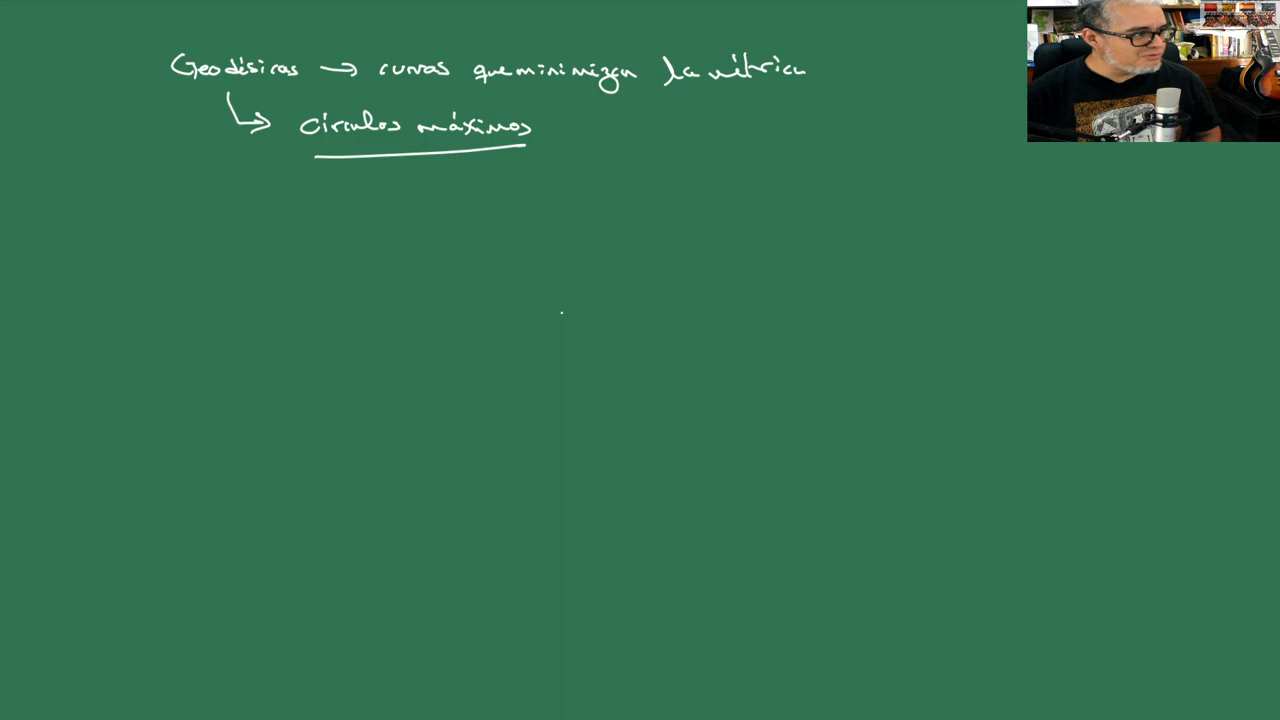 Geodésicas → curvas que minimizan la métrica
↳ círculos máximos